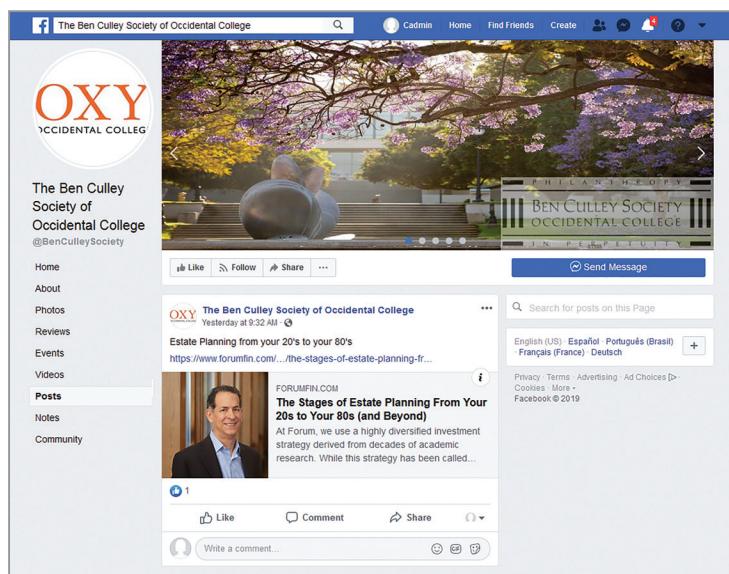 The Ben Culley Society of Occidental College
Cadmin Home Find Friends Create 4
OXY
OCCIDENTAL COLLEG
The Ben Culley
Society of
Occidental College
@BenCulleySociety
Home
About
Photos
Reviews
Events
Videos
Posts
Notes
Community
PHILANTHROPY
BEN CULLEY SOCIETY
OCCIDENTAL COLLEGE
IN PERPETUITY
Like Follow Share ...
Send Message
OXY
The Ben Culley Society of Occidental College
Yesterday at 9:32 AM ·
Estate Planning from your 20's to your 80's
https://www.forumfin.com/…/the-stages-of-estate-planning-fr…
FORUMFIN.COM
The Stages of Estate Planning From Your
20s to Your 80s (and Beyond)
At Forum, we use a highly diversified investment
strategy derived from decades of academic
research. While this strategy has been called…
1
Like Comment Share
Write a comment...
GIF
Search for posts on this Page
English (US) · Español · Português (Brasil)
· Français (France) · Deutsch
Privacy · Terms · Advertising · Ad Choices ·
Cookies · More
Facebook © 2019